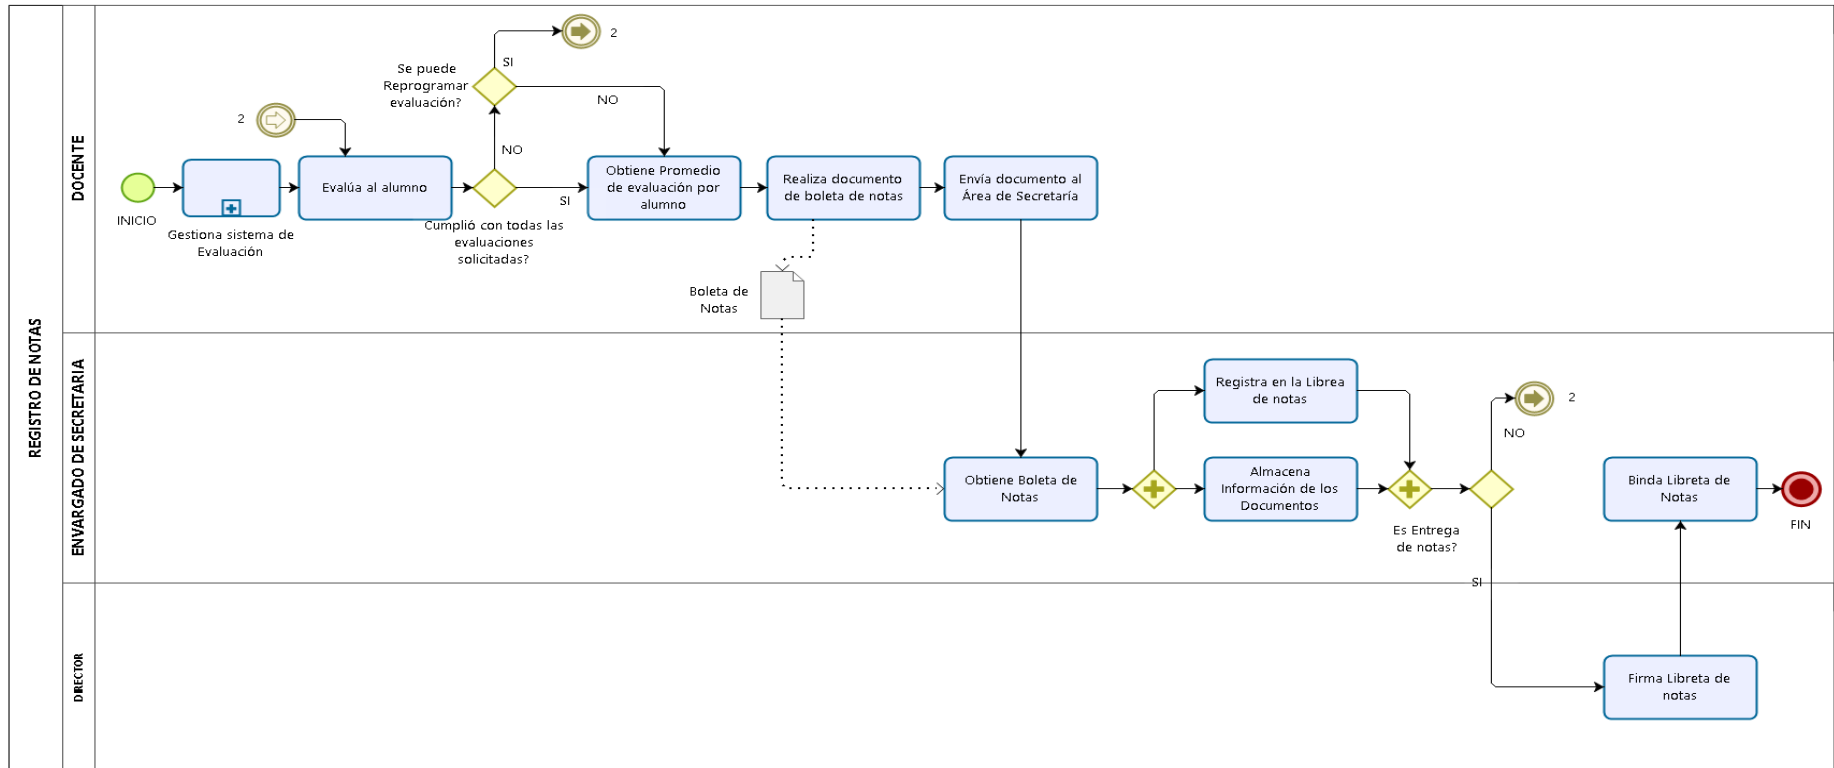 REGISTRO DE NOTAS
DOCENTE
2
Se puede
Reprogramar
evaluación?
SI
NO
2
NO
INICIO
Gestiona sistema de
Evaluación
Evalúa al alumno
Cumplió con todas las
evaluaciones
solicitadas?
SI
Obtiene Promedio
de evaluación por
alumno
Realiza documento
de boleta de notas
Envía documento al
Área de Secretaría
Boleta de
Notas
ENVARGADO DE SECRETARIA
Registra en la Librea
de notas
2
NO
Obtiene Boleta de
Notas
Almacena
Información de los
Documentos
Es Entrega
de notas?
SI
Binda Libreta de
Notas
FIN
DIRECTOR
Firma Libreta de
notas